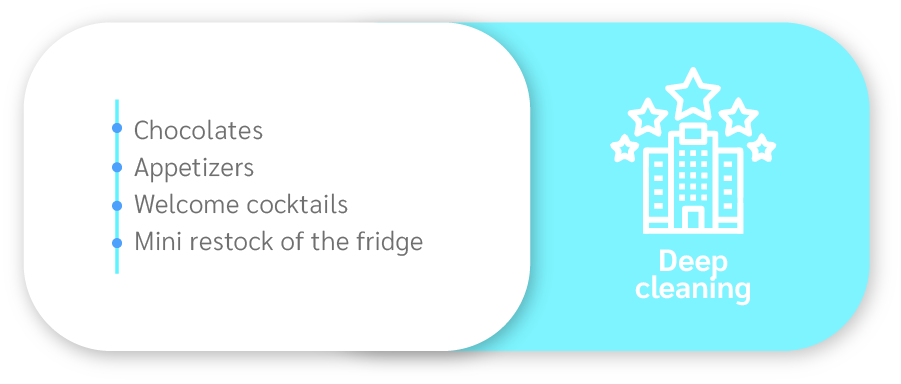 Chocolates
Appetizers
Welcome cocktails
Mini restock of the fridge
Deep
cleaning